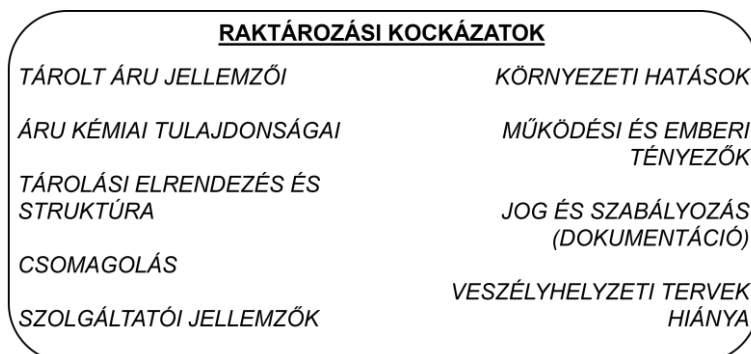 RAKTÁROZÁSI KOCKÁZATOK
TÁROLT ÁRU JELLEMZŐI
ÁRU KÉMIAI TULAJDONSÁGAI
TÁROLÁSI ELRENDEZÉS ÉS
STRUKTÚRA
CSOMAGOLÁS
SZOLGÁLTATÓI JELLEMZŐK
KÖRNYEZETI HATÁSOK
MŰKÖDÉSI ÉS EMBERI
TÉNYEZŐK
JOG ÉS SZABÁLYOZÁS
(DOKUMENTÁCIÓ)
VESZÉLYHELYZETI TERVEK
HIÁNYA